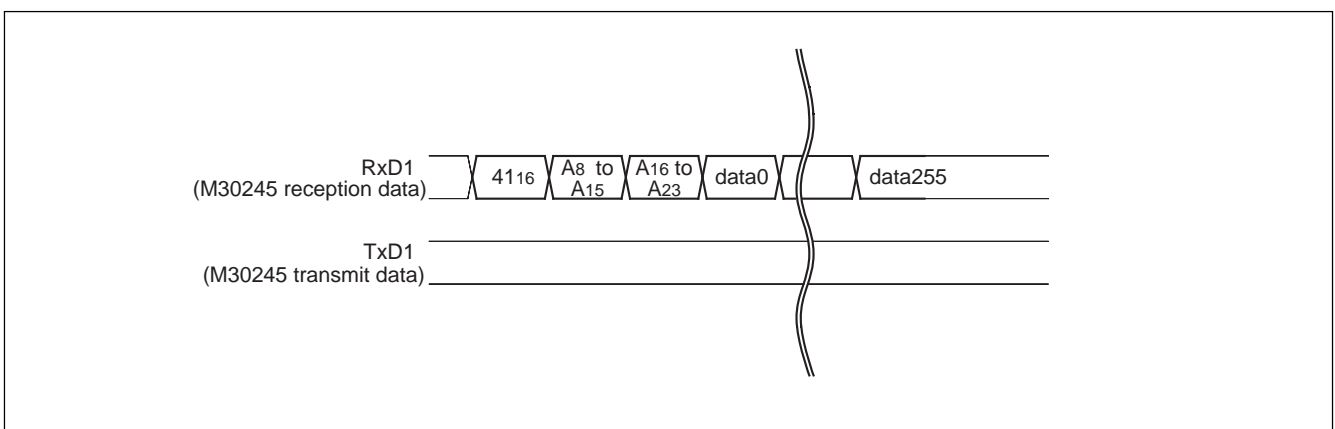 RxD1
(M30245 reception data)
4116
A8 to
A15
A16 to
A23
data0
data255
TxD1
(M30245 transmit data)